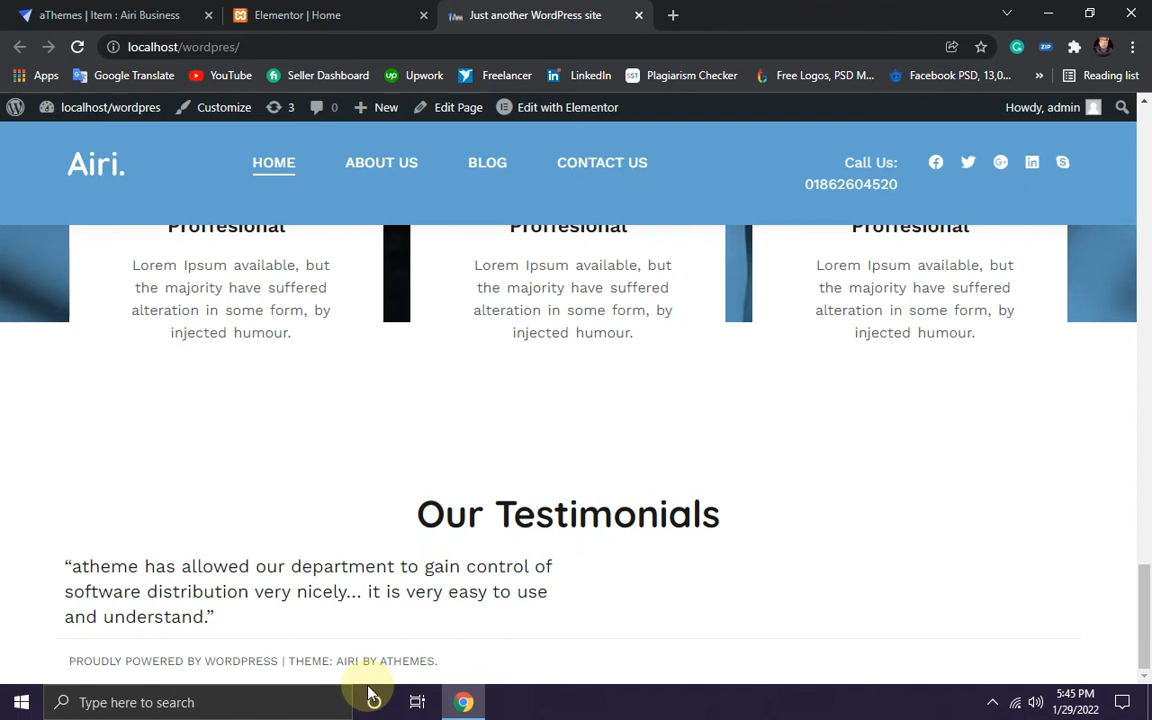 aThemes | Item : Airi Business
Elementor | Home
Just another WordPress site
localhost/wordpres/
Apps
Google Translate
YouTube
Seller Dashboard
up Upwork
Freelancer
in LinkedIn
SST Plagiarism Checker
Free Logos, PSD M...
Facebook PSD, 13,0...
»
Reading list
localhost/wordpres
Customize
3
0
New
Edit Page
Edit with Elementor
Howdy, admin
Airi.
HOME
ABOUT US
BLOG
CONTACT US
Call Us:
01862604520
Proffesional
Proffesional
Proffesional
Lorem Ipsum available, but
the majority have suffered
alteration in some form, by
injected humour.
Lorem Ipsum available, but
the majority have suffered
alteration in some form, by
injected humour.
Lorem Ipsum available, but
the majority have suffered
alteration in some form, by
injected humour.
Our Testimonials
“atheme has allowed our department to gain control of
software distribution very nicely... it is very easy to use
and understand.”
PROUDLY POWERED BY WORDPRESS | THEME: AIRI BY ATHEMES.
Type here to search
5:45 PM
1/29/2022